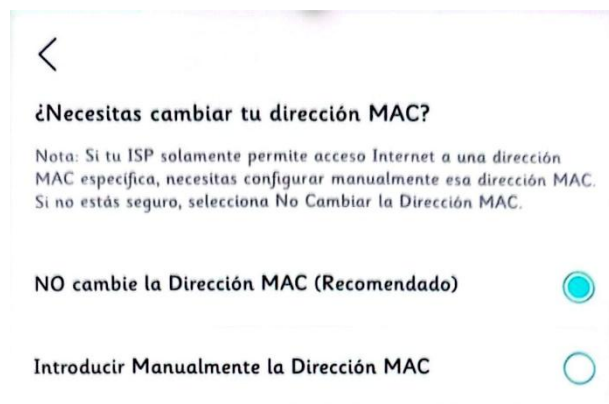 ¿Necesitas cambiar tu dirección MAC?
Nota: Si tu ISP solamente permite acceso Internet a una dirección
MAC específica, necesitas configurar manualmente esa dirección MAC.
Si no estás seguro, selecciona No Cambiar la Dirección MAC.
NO cambie la Dirección MAC (Recomendado)
Introducir Manualmente la Dirección MAC